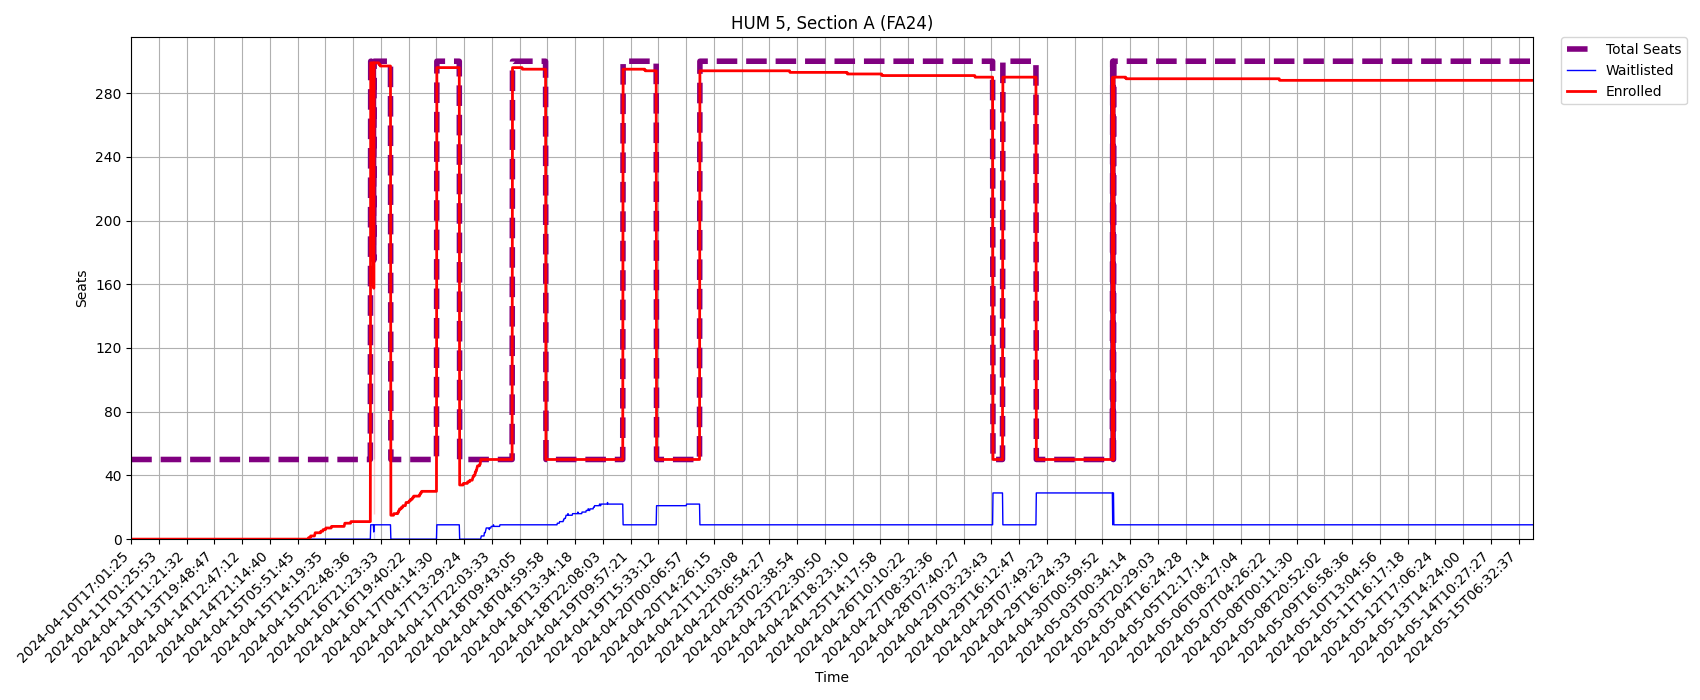 HUM 5, Section A (FA24)
Total Seats
Waitlisted
Enrolled
Seats
280
240
200
160
120
80
40
0
2024-04-10T17:01:25
2024-04-11T01:25:53
2024-04-13T11:21:32
2024-04-13T19:48:47
2024-04-14T12:47:12
2024-04-14T21:14:40
2024-04-15T05:51:45
2024-04-15T14:19:35
2024-04-15T22:48:36
2024-04-16T21:23:33
2024-04-16T19:40:22
2024-04-17T04:14:30
2024-04-17T13:29:24
2024-04-17T22:03:33
2024-04-18T09:43:05
2024-04-18T04:59:58
2024-04-18T13:34:18
2024-04-18T22:08:03
2024-04-19T09:57:21
2024-04-19T15:33:12
2024-04-20T00:06:57
2024-04-20T14:26:15
2024-04-21T11:03:08
2024-04-22T06:54:27
2024-04-23T02:38:54
2024-04-23T22:30:50
2024-04-24T18:23:10
2024-04-25T14:17:58
2024-04-26T10:10:22
2024-04-27T08:32:36
2024-04-28T07:40:27
2024-04-29T03:23:43
2024-04-29T16:12:47
2024-04-29T07:49:23
2024-04-29T16:24:33
2024-04-30T00:59:52
2024-05-03T00:34:14
2024-05-03T20:29:03
2024-05-04T16:24:28
2024-05-05T12:17:14
2024-05-06T08:27:04
2024-05-07T04:26:22
2024-05-08T00:11:30
2024-05-08T20:52:02
2024-05-09T16:58:36
2024-05-10T13:04:56
2024-05-11T16:17:18
2024-05-12T17:06:24
2024-05-13T14:24:00
2024-05-14T10:27:27
2024-05-15T06:32:37
Time